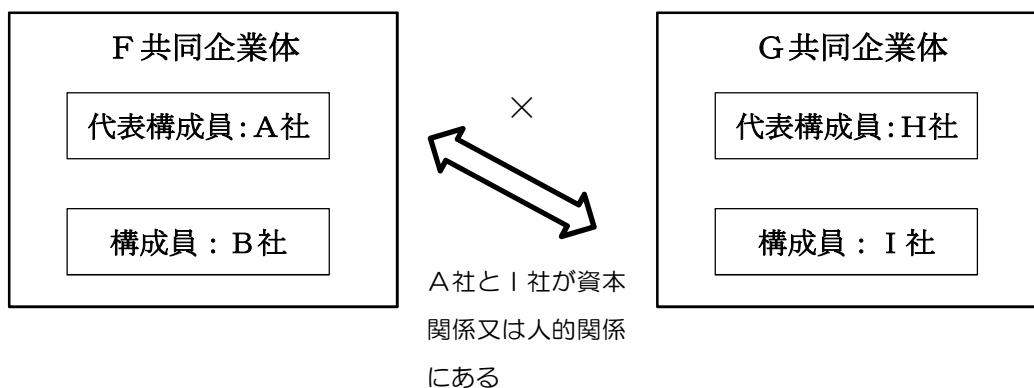 F共同企業体
代表構成員:A社
構成員:B社
×
A社とI社が資本
関係又は人的関係
にある
G共同企業体
代表構成員:H社
構成員:I社